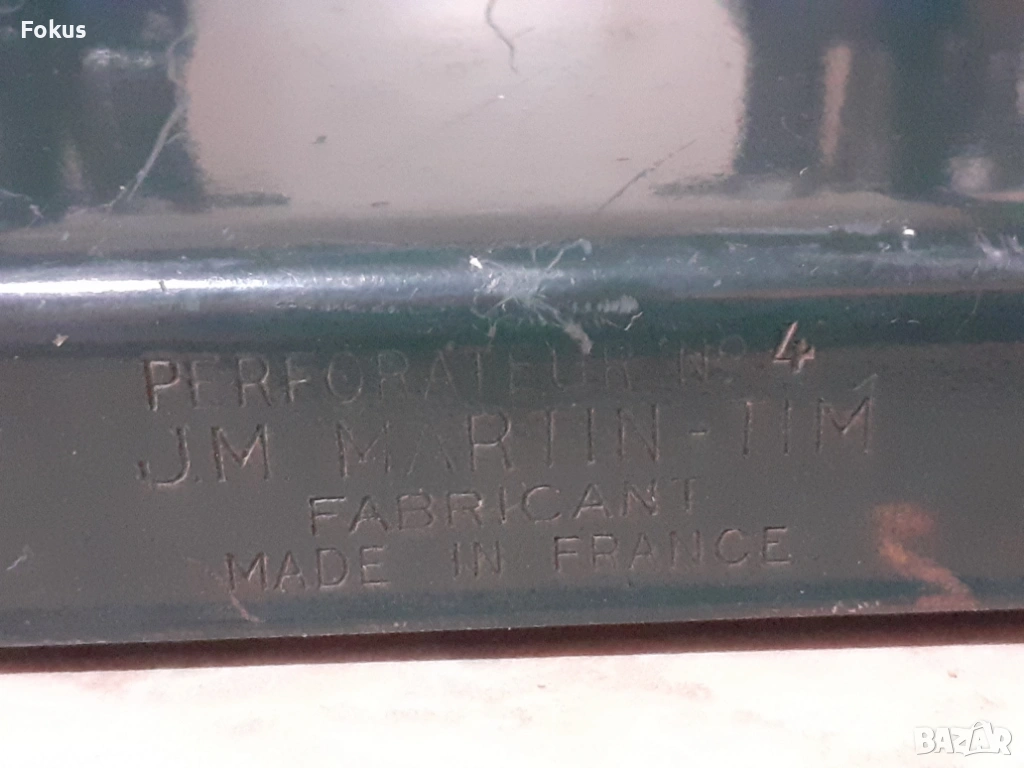 Fokus
PERFORATEUR No 4
J.M MARTIN-TIM
FABRICANT
MADE IN FRANCE
BAZAR